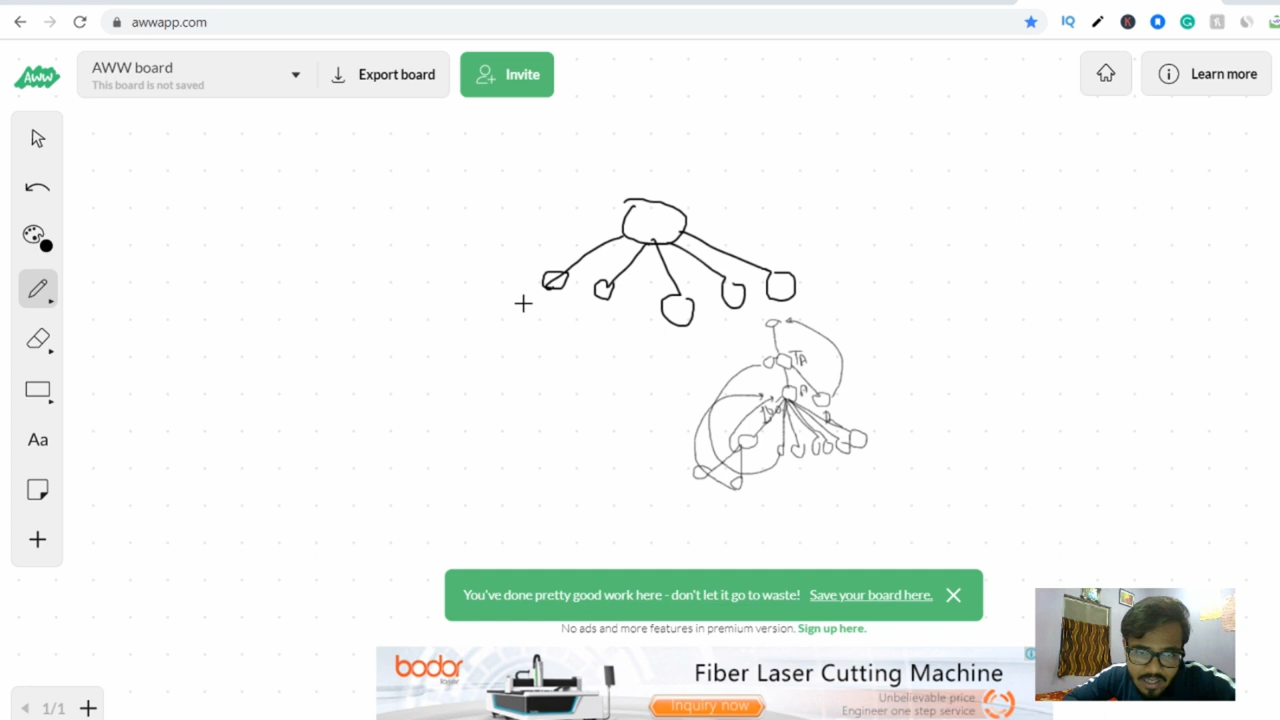 awwapp.com
IQ
AWW
AWW board
This board is not saved
Export board
Invite
Learn more
Aa
TA
A
You've done pretty good work here - don't let it go to waste! Save your board here.
No ads and more features in premium version. Sign up here.
bodor
laser
Fiber Laser Cutting Machine
Inquiry now
Unbelievable price
Engineer one step service
1/1